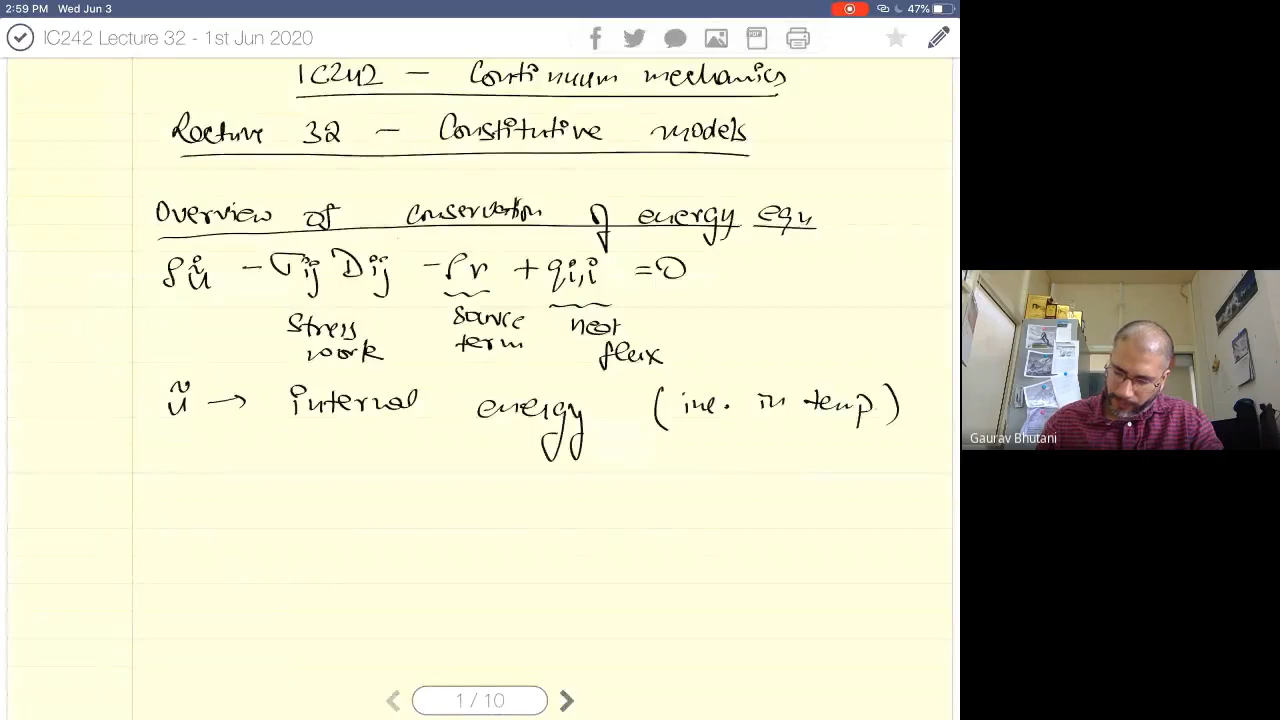 2:59 PM Wed Jun 3
47%
IC242 Lecture 32 - 1st Jun 2020
IC242 - Continuum mechanics
Lecture 32 - Constitutive models
Overview of conservation of energy equ
ρu̇ - σij Dij - ρr + qi,i = 0
stress work
source term
heat flux
ũ → internal energy (inc. in temp.)
1 / 10
Gaurav Bhutani